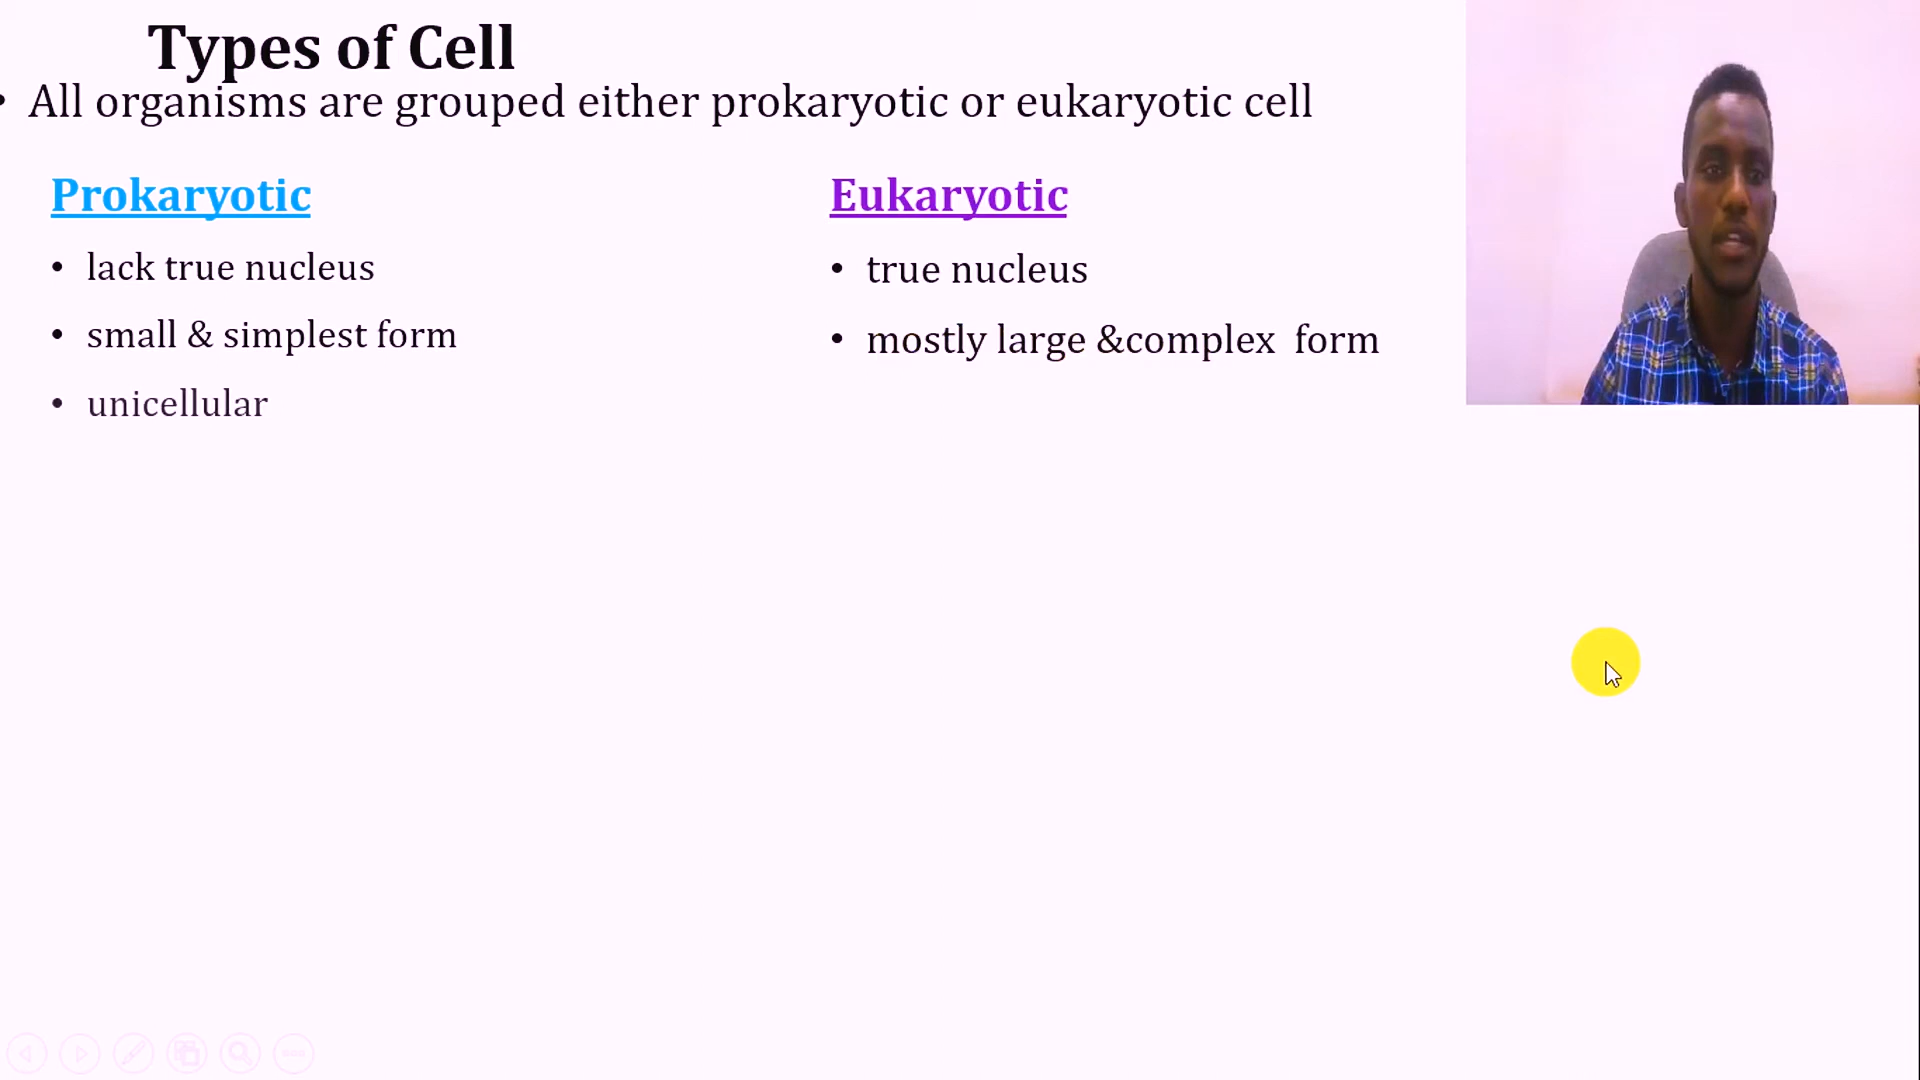 Types of Cell
• All organisms are grouped either prokaryotic or eukaryotic cell
Prokaryotic
• lack true nucleus
• small & simplest form
• unicellular
Eukaryotic
• true nucleus
• mostly large &complex form